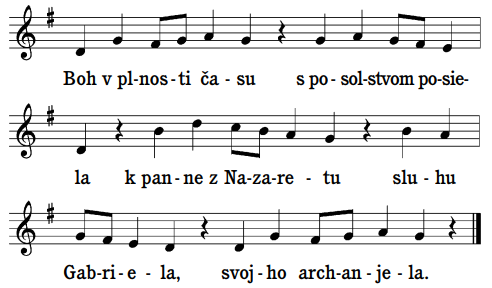 Boh v pl-nos-ti ča-su s po-sol-stvom po-sie-
la k pan-ne z Na-za-re-tu slu-hu
Gab-ri-e-la, svoj-ho arch-an-je-la.